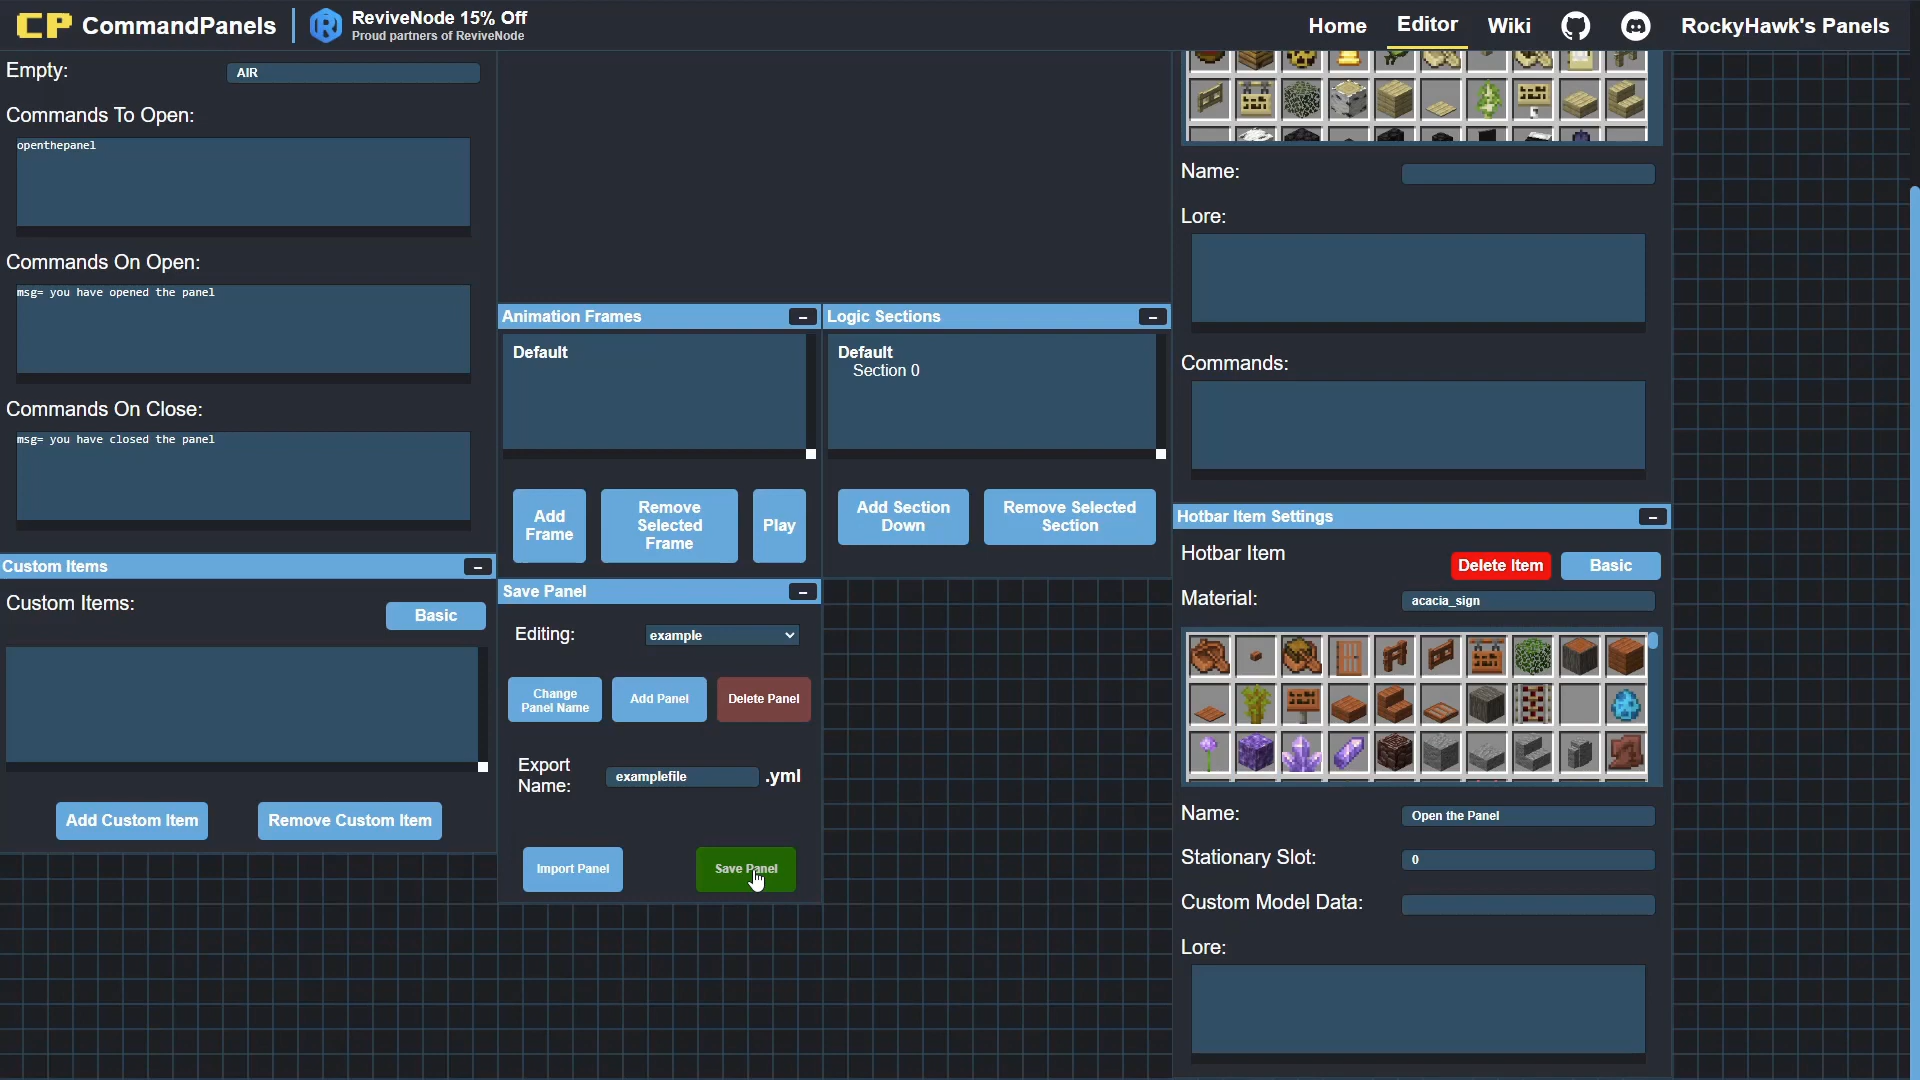 CP CommandPanels
ReviveNode 15% Off
Proud partners of ReviveNode
Home
Editor
Wiki
RockyHawk's Panels
Empty:
AIR
Commands To Open:
openthepanel
Commands On Open:
msg= you have opened the panel
Commands On Close:
msg= you have closed the panel
Custom Items
-
Custom Items:
Basic
Add Custom Item
Remove Custom Item
Animation Frames
-
Default
Add
Frame
Remove
Selected
Frame
Play
Logic Sections
-
Default
Section 0
Add Section
Down
Remove Selected
Section
Save Panel
-
Editing:
example
Change
Panel Name
Add Panel
Delete Panel
Export
Name:
examplefile
.yml
Import Panel
Save Panel
Name:
Lore:
Commands:
Hotbar Item Settings
-
Hotbar Item
Delete Item
Basic
Material:
acacia_sign
Name:
Open the Panel
Stationary Slot:
0
Custom Model Data:
Lore: